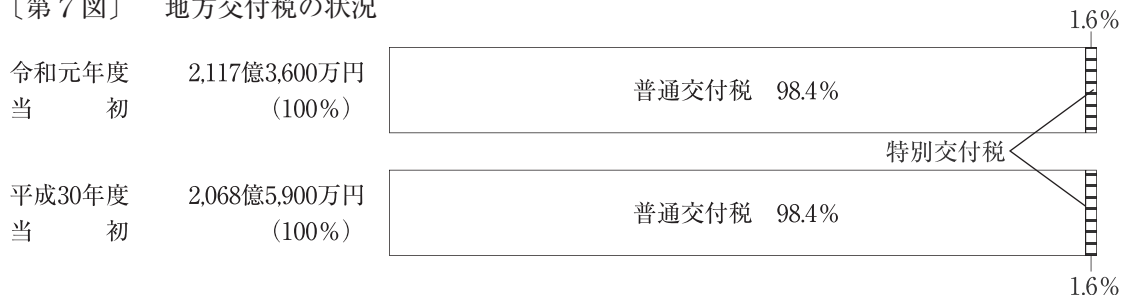 〔第7図〕 地方交付税の状況
1.6%
令和元年度 2,117億3,600万円
当初 (100%)
普通交付税 98.4%
特別交付税
平成30年度 2,068億5,900万円
当初 (100%)
普通交付税 98.4%
1.6%